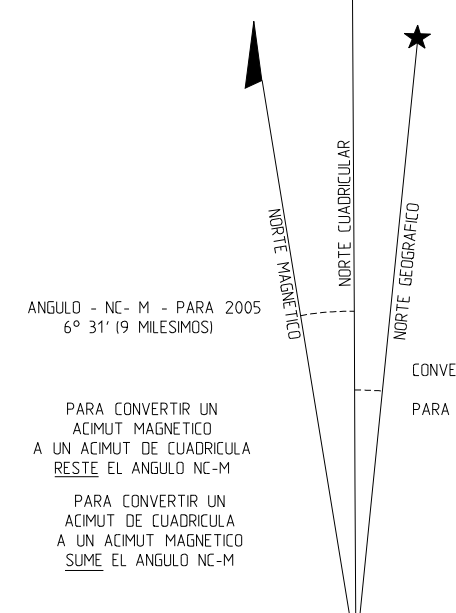 NORTE MAGNETICO
NORTE CUADRICULAR
NORTE GEOGRAFICO
ANGULO - NC- M - PARA 2005
6º 31' (9 MILESIMOS)
CONVE
PARA
PARA CONVERTIR UN
ACIMUT MAGNETICO
A UN ACIMUT DE CUADRICULA
RESTE EL ANGULO NC-M
PARA CONVERTIR UN
ACIMUT DE CUADRICULA
A UN ACIMUT MAGNETICO
SUME EL ANGULO NC-M